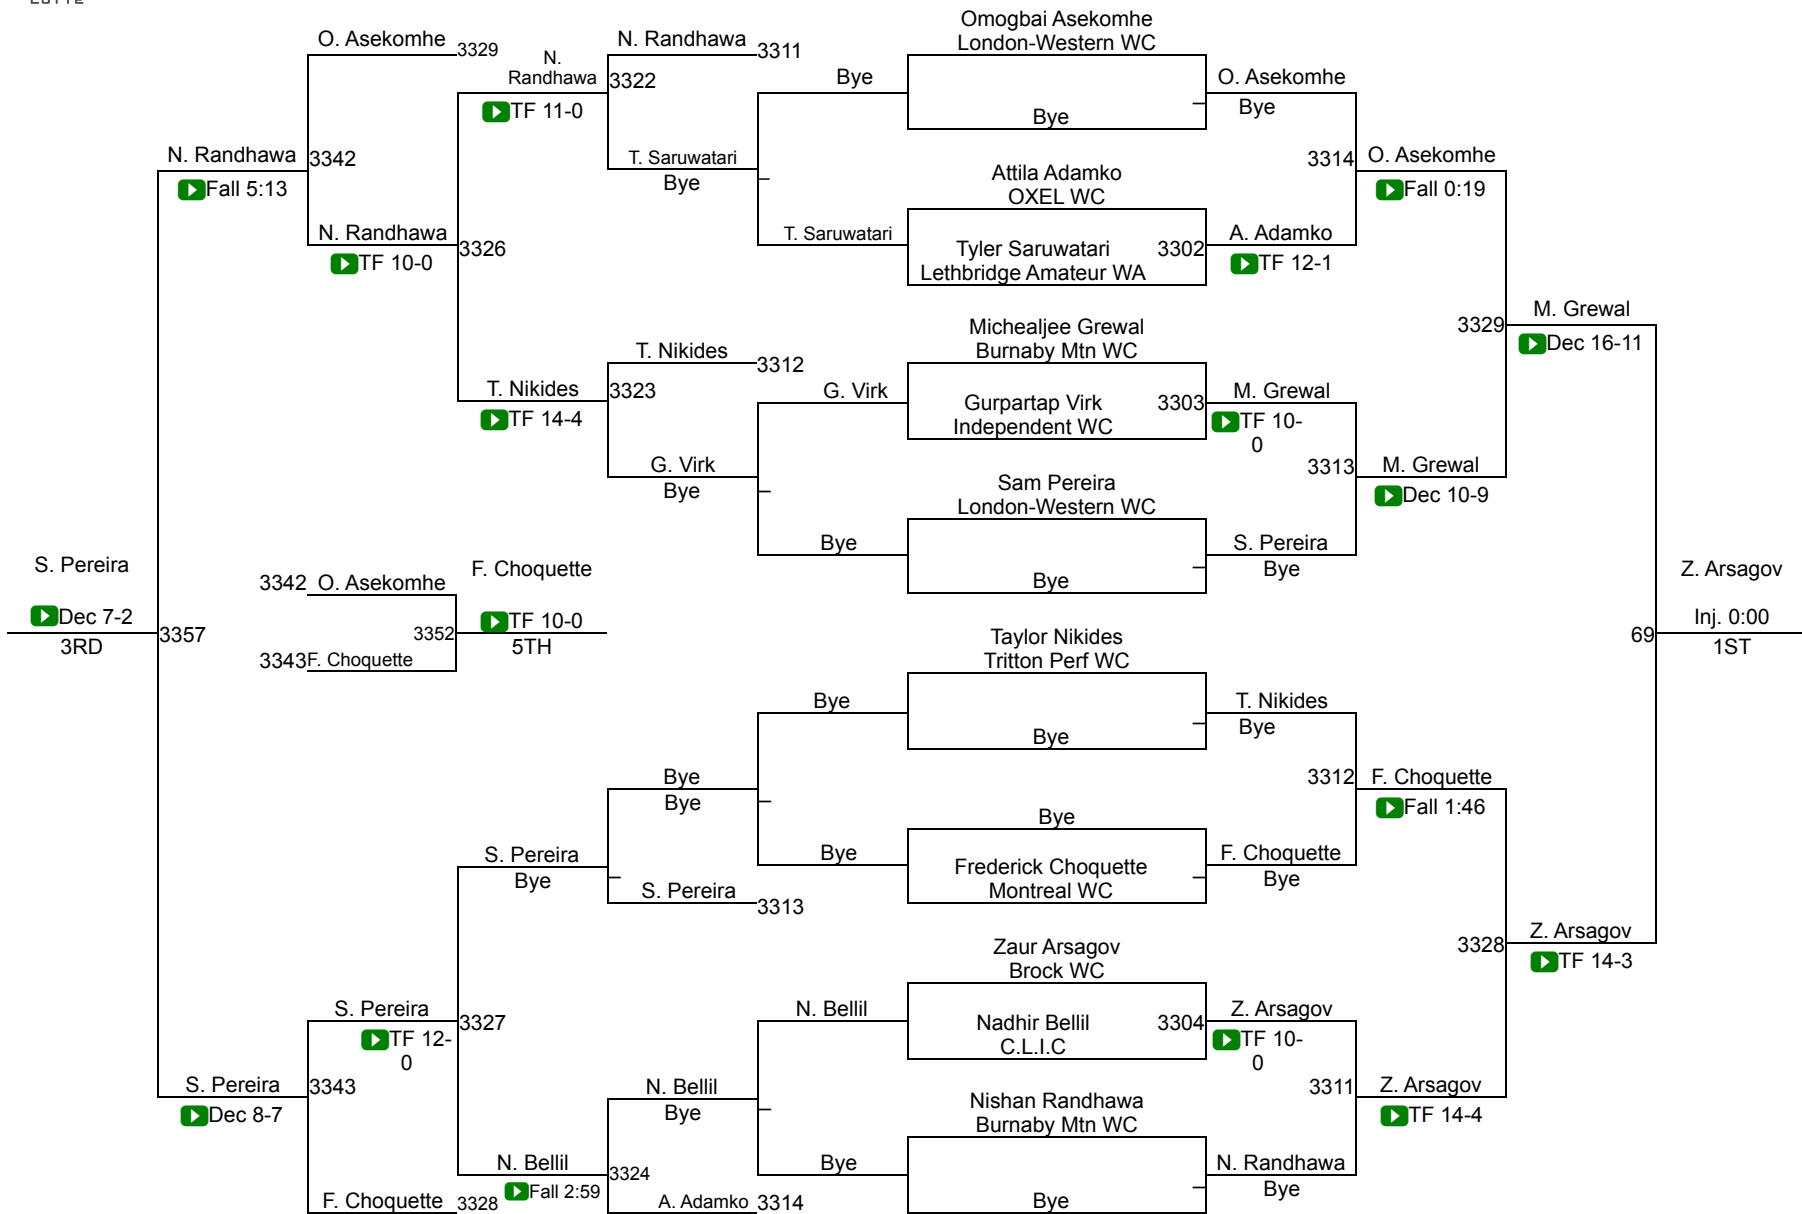 O. Asekomhe
3329
N. Randhawa
3342
Fall 5:13
N. Randhawa
3326
TF 10-0
N.
Randhawa
3322
TF 11-0
N. Randhawa
3311
T. Saruwatari
Bye
Bye
T. Saruwatari
T. Nikides
3323
TF 14-4
T. Nikides
3312
G. Virk
Bye
G. Virk
Bye
Omogbai Asekomhe
London-Western WC
Bye
Attila Adamko
OXEL WC
Tyler Saruwatari
Lethbridge Amateur WA
3302
Michealjee Grewal
Burnaby Mtn WC
Gurpartap Virk
Independent WC
3303
Sam Pereira
London-Western WC
Bye
O. Asekomhe
Bye
A. Adamko
TF 12-1
3314
O. Asekomhe
Fall 0:19
M. Grewal
TF 10-
0
S. Pereira
Bye
3313
M. Grewal
Dec 10-9
3329
M. Grewal
Dec 16-11
S. Pereira
Dec 7-2
3RD
3357
3342
O. Asekomhe
3343
F. Choquette
3352
F. Choquette
TF 10-0
5TH
69
Z. Arsagov
Inj. 0:00
1ST
Taylor Nikides
Tritton Perf WC
Bye
Bye
Frederick Choquette
Montreal WC
Zaur Arsagov
Brock WC
Nadhir Bellil
C.L.I.C
3304
Nishan Randhawa
Burnaby Mtn WC
Bye
Bye
Bye
Bye
Bye
S. Pereira
Bye
S. Pereira
3313
S. Pereira
3327
TF 12-
0
N. Bellil
N. Bellil
Bye
Bye
N. Bellil
3324
Fall 2:59
A. Adamko
3314
S. Pereira
3343
Dec 8-7
F. Choquette
3328
T. Nikides
Bye
F. Choquette
Bye
3312
F. Choquette
Fall 1:46
Z. Arsagov
TF 10-
0
N. Randhawa
Bye
3311
Z. Arsagov
TF 14-4
3328
Z. Arsagov
TF 14-3